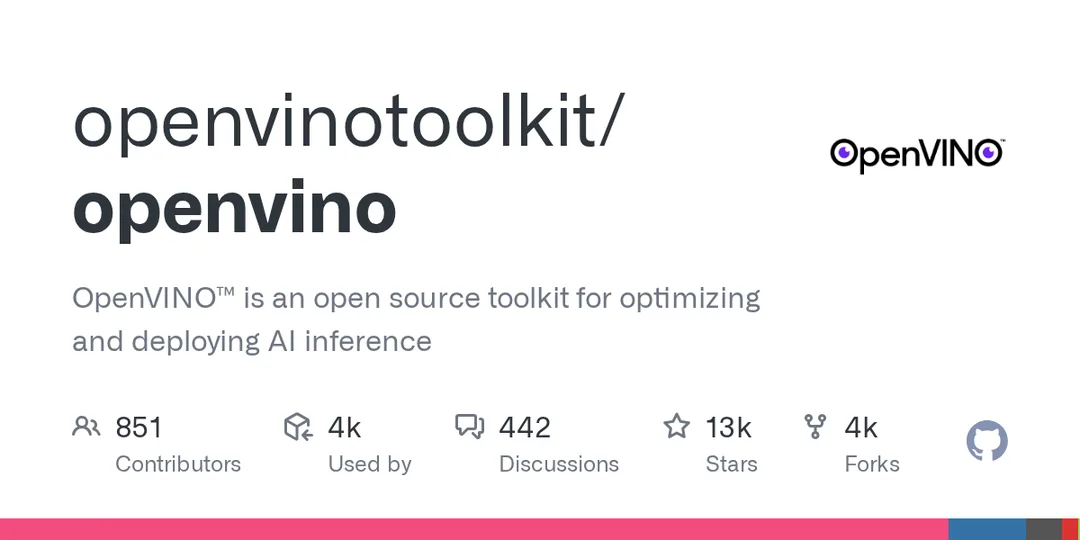 openvinotoolkit/
openvino
OpenVINO™
OpenVINO™ is an open source toolkit for optimizing
and deploying AI inference
851
Contributors
4k
Used by
442
Discussions
13k
Stars
4k
Forks